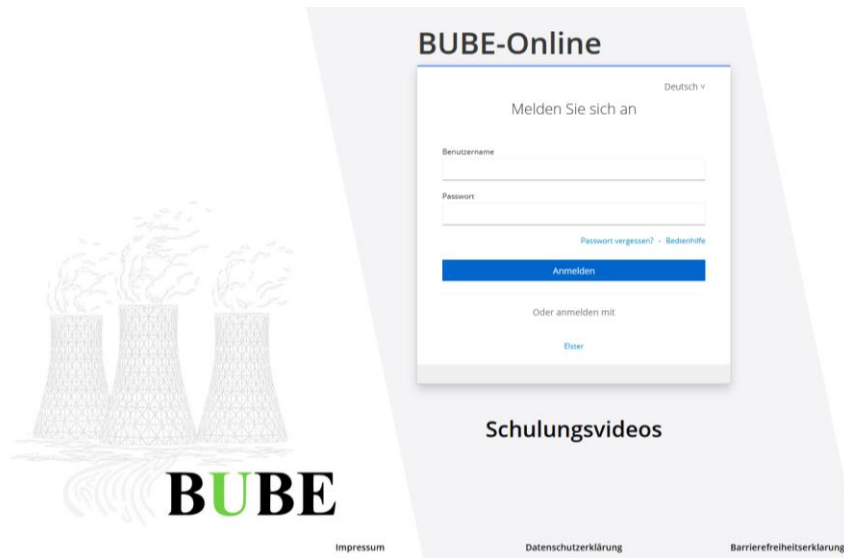 BUBE-Online
Deutsch ˅
Melden Sie sich an
Benutzername
Passwort
Passwort vergessen? - Bedienhilfe
Anmelden
Oder anmelden mit
Elster
Schulungsvideos
BUBE
Impressum Datenschutzerklärung Barrierefreiheitserklarung